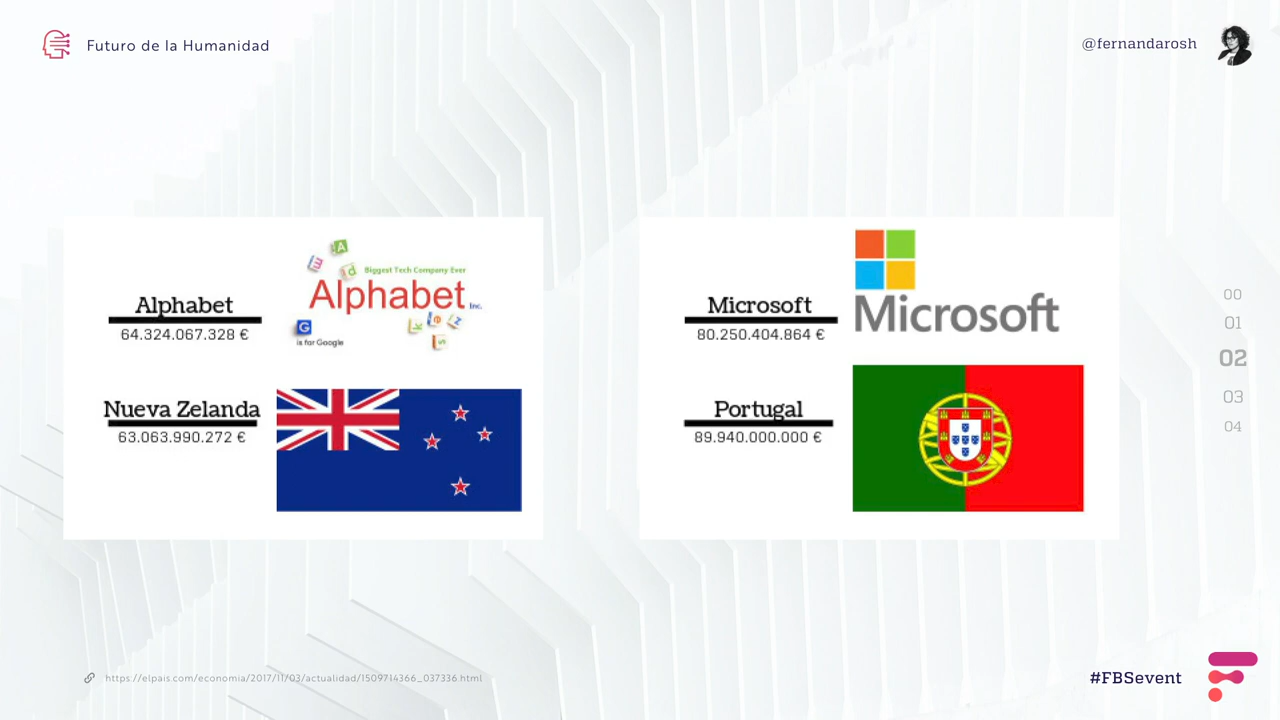 Futuro de la Humanidad
@fernandarosh
Alphabet
64.324.067.328 €
Biggest Tech Company Ever
Alphabet Inc.
G
is for Google
Nueva Zelanda
63.063.990.272 €
Microsoft
80.250.404.864 €
Microsoft
Portugal
89.940.000.000 €
00
01
02
03
04
https://elpais.com/economia/2017/11/03/actualidad/1509714366_037336.html
#FBSevent